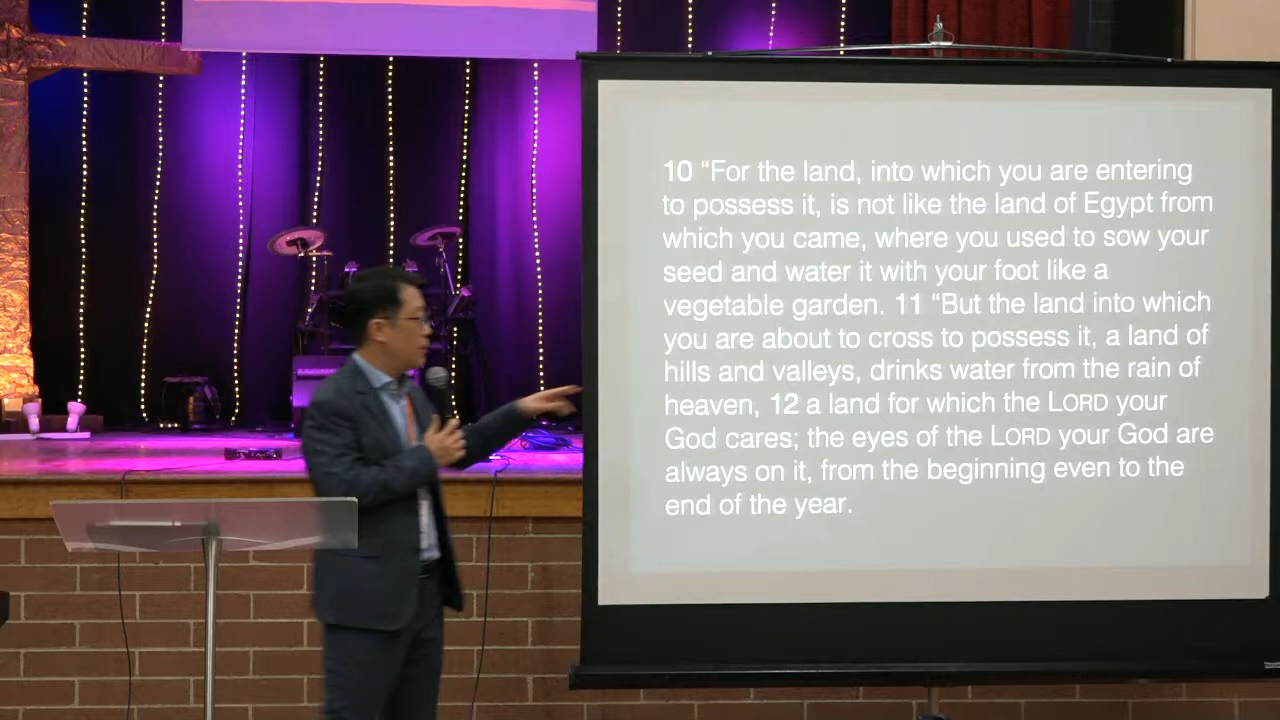 10 “For the land, into which you are entering
to possess it, is not like the land of Egypt from
which you came, where you used to sow your
seed and water it with your foot like a
vegetable garden. 11 “But the land into which
you are about to cross to possess it, a land of
hills and valleys, drinks water from the rain of
heaven, 12 a land for which the LORD your
God cares; the eyes of the LORD your God are
always on it, from the beginning even to the
end of the year.